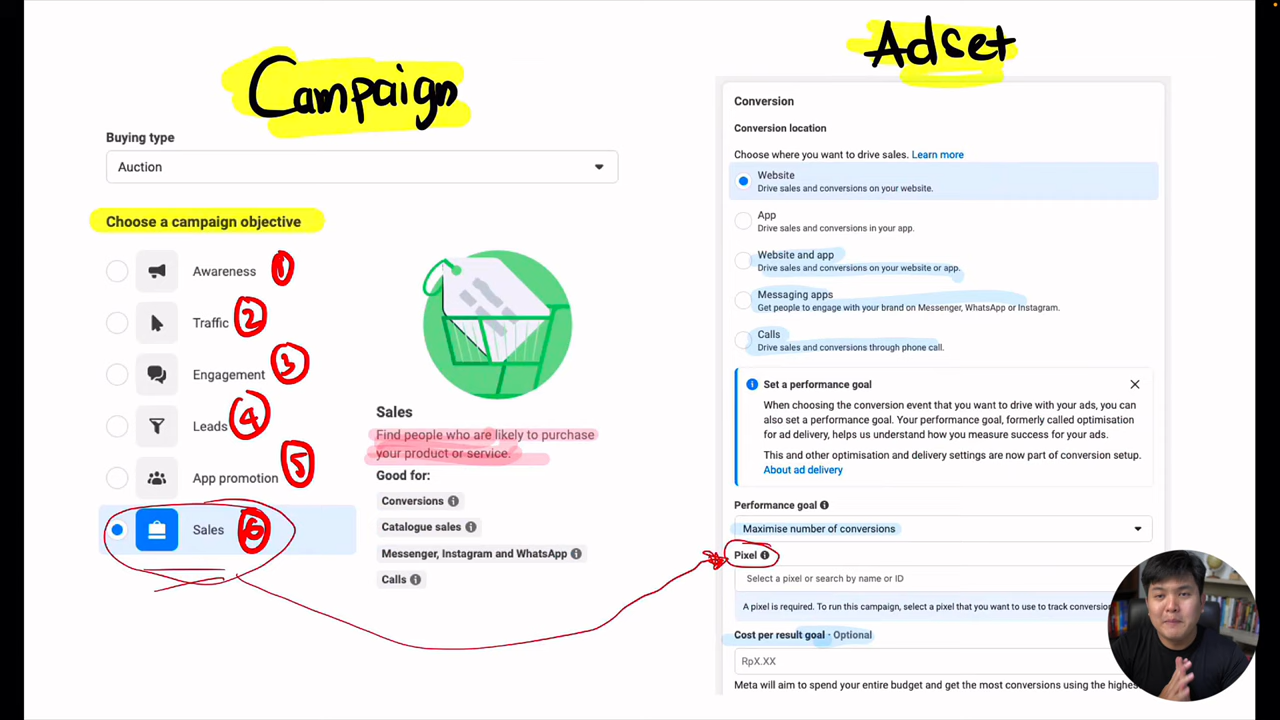 Campaign
Buying type
Auction
Choose a campaign objective
Awareness 1
Traffic 2
Engagement 3
Leads 4
App promotion 5
Sales 6
Sales
Find people who are likely to purchase
your product or service.
Good for:
Conversions
Catalogue sales
Messenger, Instagram and WhatsApp
Calls
Adset
Conversion
Conversion location
Choose where you want to drive sales. Learn more
Website
Drive sales and conversions on your website.
App
Drive sales and conversions in your app.
Website and app
Drive sales and conversions on your website or app.
Messaging apps
Get people to engage with your brand on Messenger, WhatsApp or Instagram.
Calls
Drive sales and conversions through phone call.
Set a performance goal
When choosing the conversion event that you want to drive with your ads, you can
also set a performance goal. Your performance goal, formerly called optimisation
for ad delivery, helps us understand how you measure success for your ads.
This and other optimisation and delivery settings are now part of conversion setup.
About ad delivery
Performance goal
Maximise number of conversions
Pixel
Select a pixel or search by name or ID
A pixel is required. To run this campaign, select a pixel that you want to use to track conversio
Cost per result goal · Optional
RpX.XX
Meta will aim to spend your entire budget and get the most conversions using the highes